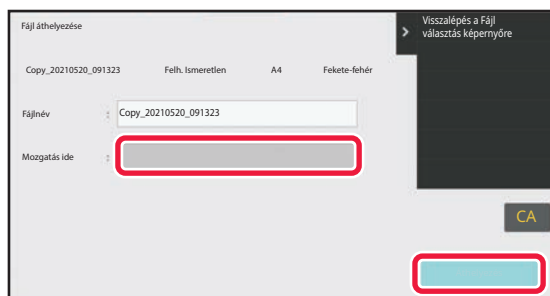 Fájl áthelyezése
Visszalépés a Fájl
választás képernyőre
Copy_20210520_091323 Felh. Ismeretlen A4 Fekete-fehér
Fájlnév : Copy_20210520_091323
Mozgatás ide :
CA